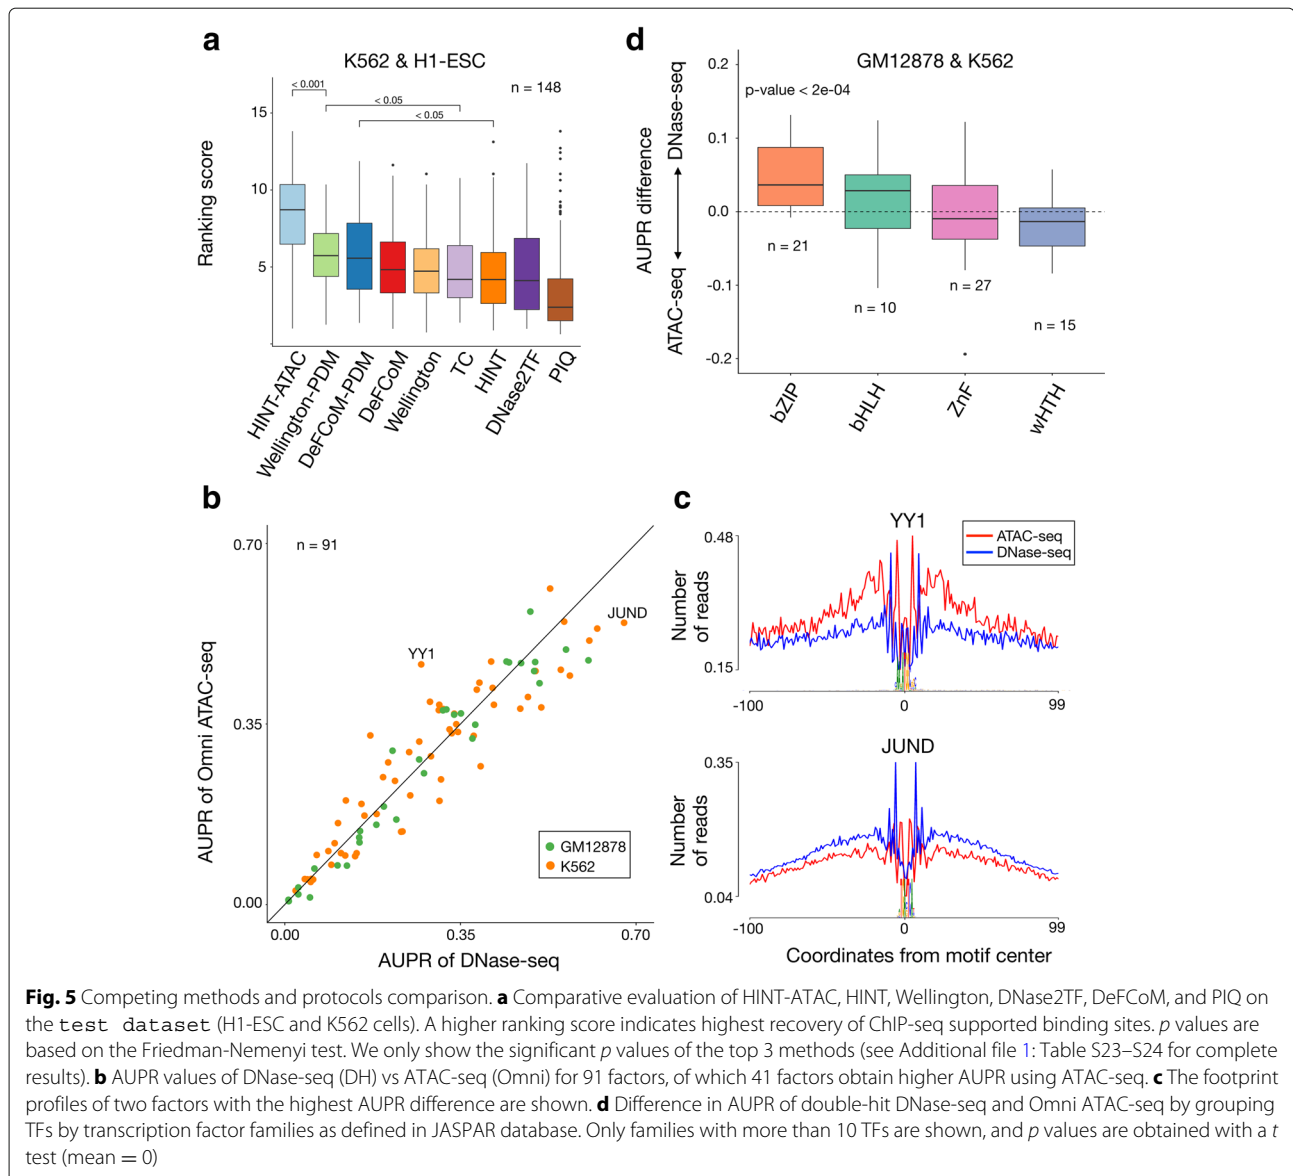 a
K562 & H1-ESC
n = 148
< 0.001
< 0.05
< 0.05
Ranking score
15
10
5
HINT-ATAC
Wellington-PDM
DeFCoM-PDM
DeFCoM
Wellington
TC
HINT
DNase2TF
PIQ
d
GM12878 & K562
p-value < 2e-04
AUPR difference
ATAC-seq
DNase-seq
0.2
0.1
0.0
-0.1
-0.2
n = 21
n = 10
n = 27
n = 15
bZIP
bHLH
ZnF
wHTH
b
n = 91
AUPR of Omni ATAC-seq
0.70
0.35
0.00
JUND
YY1
GM12878
K562
0.00
0.35
0.70
AUPR of DNase-seq
c
YY1
ATAC-seq
DNase-seq
Number
of reads
0.48
0.15
-100
0
99
JUND
Number
of reads
0.35
0.04
-100
0
99
Coordinates from motif center
Fig. 5 Competing methods and protocols comparison. a Comparative evaluation of HINT-ATAC, HINT, Wellington, DNase2TF, DeFCoM, and PIQ on
the test dataset (H1-ESC and K562 cells). A higher ranking score indicates highest recovery of ChIP-seq supported binding sites. p values are
based on the Friedman-Nemenyi test. We only show the significant p values of the top 3 methods (see Additional file 1: Table S23–S24 for complete
results). b AUPR values of DNase-seq (DH) vs ATAC-seq (Omni) for 91 factors, of which 41 factors obtain higher AUPR using ATAC-seq. c The footprint
profiles of two factors with the highest AUPR difference are shown. d Difference in AUPR of double-hit DNase-seq and Omni ATAC-seq by grouping
TFs by transcription factor families as defined in JASPAR database. Only families with more than 10 TFs are shown, and p values are obtained with a t
test (mean = 0)